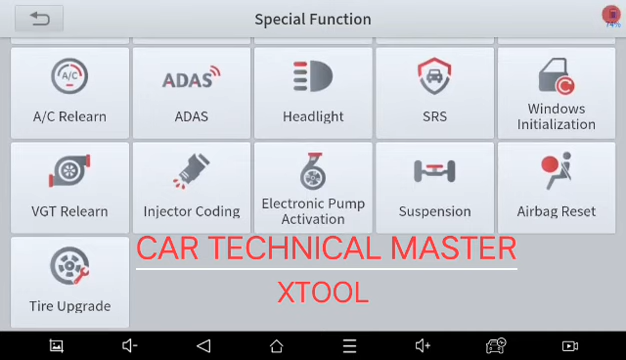 Special Function
74%
A/C
A/C Relearn
ADAS
ADAS
Headlight
SRS
Windows
Initialization
VGT Relearn
Injector Coding
Electronic Pump
Activation
Suspension
Airbag Reset
Tire Upgrade
CAR TECHNICAL MASTER
XTOOL